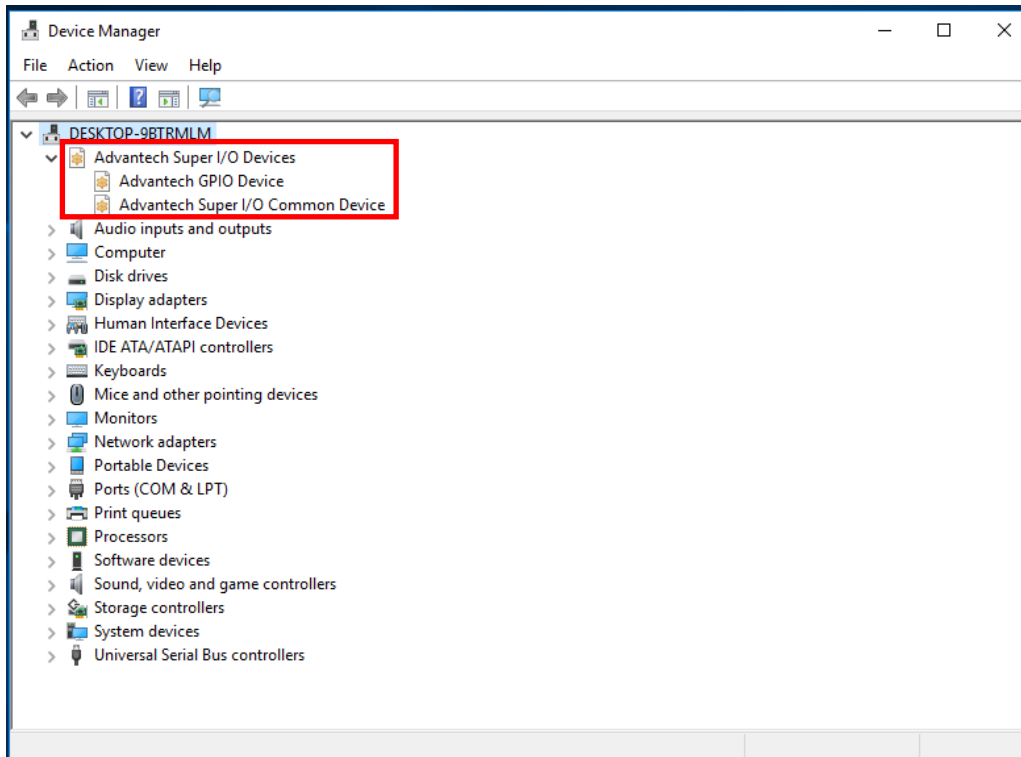 Device Manager
File Action View Help
DESKTOP-9BTRMLM
Advantech Super I/O Devices
Advantech GPIO Device
Advantech Super I/O Common Device
Audio inputs and outputs
Computer
Disk drives
Display adapters
Human Interface Devices
IDE ATA/ATAPI controllers
Keyboards
Mice and other pointing devices
Monitors
Network adapters
Portable Devices
Ports (COM & LPT)
Print queues
Processors
Software devices
Sound, video and game controllers
Storage controllers
System devices
Universal Serial Bus controllers